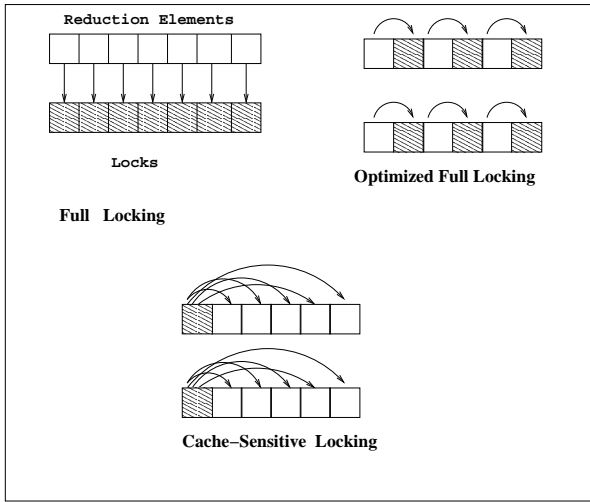 Reduction Elements
Locks
Full Locking
Optimized Full Locking
Cache-Sensitive Locking